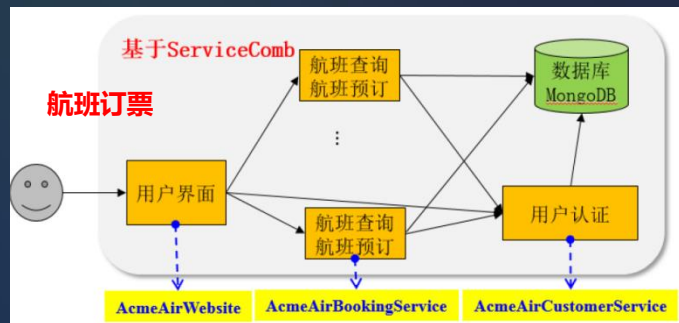 基于ServiceComb
航班订票
航班查询
航班预订
⋮
数据库
MongoDB
用户界面
航班查询
航班预订
用户认证
AcmeAirWebsite
AcmeAirBookingService
AcmeAirCustomerService